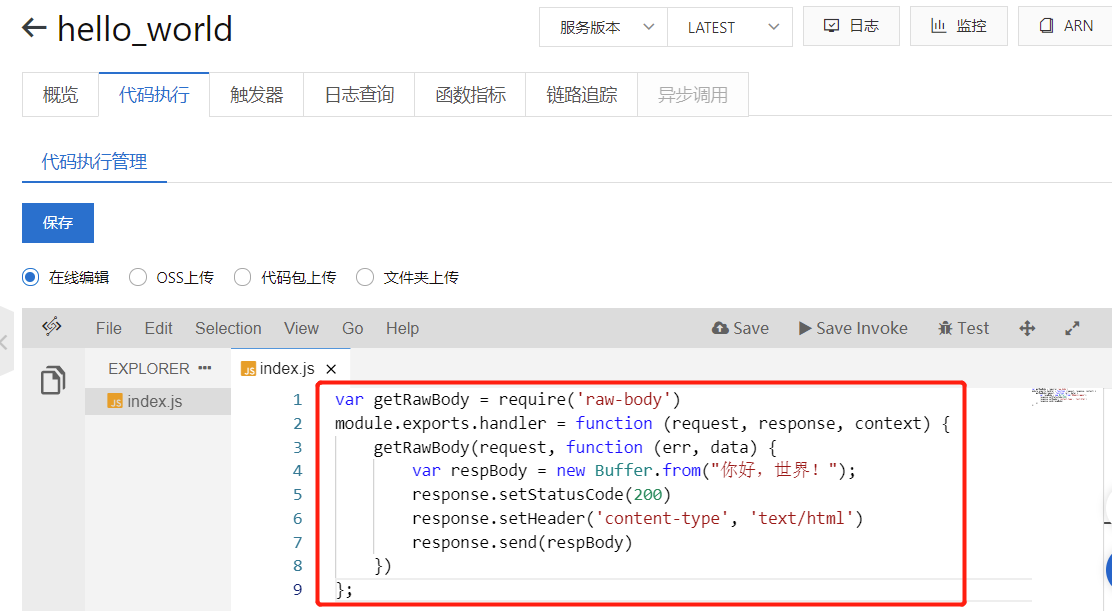 hello_world
服务版本 LATEST 日志 监控 ARN
概览 代码执行 触发器 日志查询 函数指标 链路追踪 异步调用
代码执行管理
保存
在线编辑 OSS上传 代码包上传 文件夹上传
File Edit Selection View Go Help Save Save Invoke Test
EXPLORER ••• JS index.js ×
JS index.js
1 var getRawBody = require('raw-body')
2 module.exports.handler = function (request, response, context) {
3 getRawBody(request, function (err, data) {
4 var respBody = new Buffer.from("你好，世界！");
5 response.setStatusCode(200)
6 response.setHeader('content-type', 'text/html')
7 response.send(respBody)
8 })
9 };